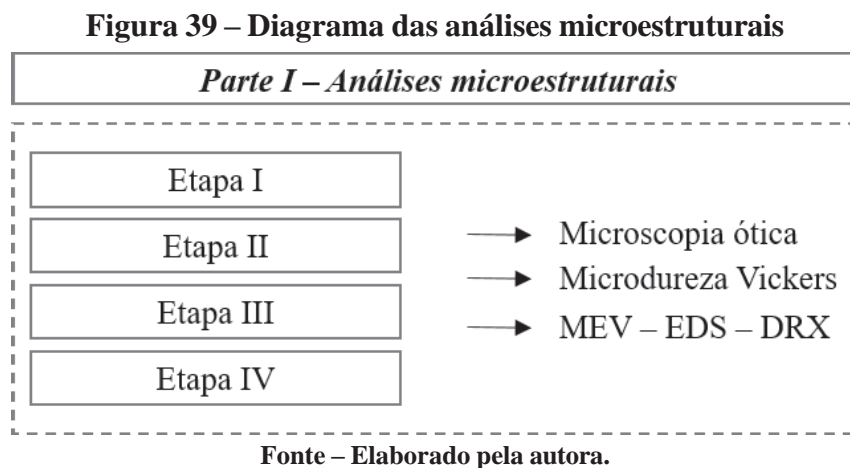 Figura 39 – Diagrama das análises microestruturais
Parte I – Análises microestruturais
Etapa I
Etapa II
Etapa III
Etapa IV
Microscopia ótica
Microdureza Vickers
MEV – EDS – DRX
Fonte – Elaborado pela autora.